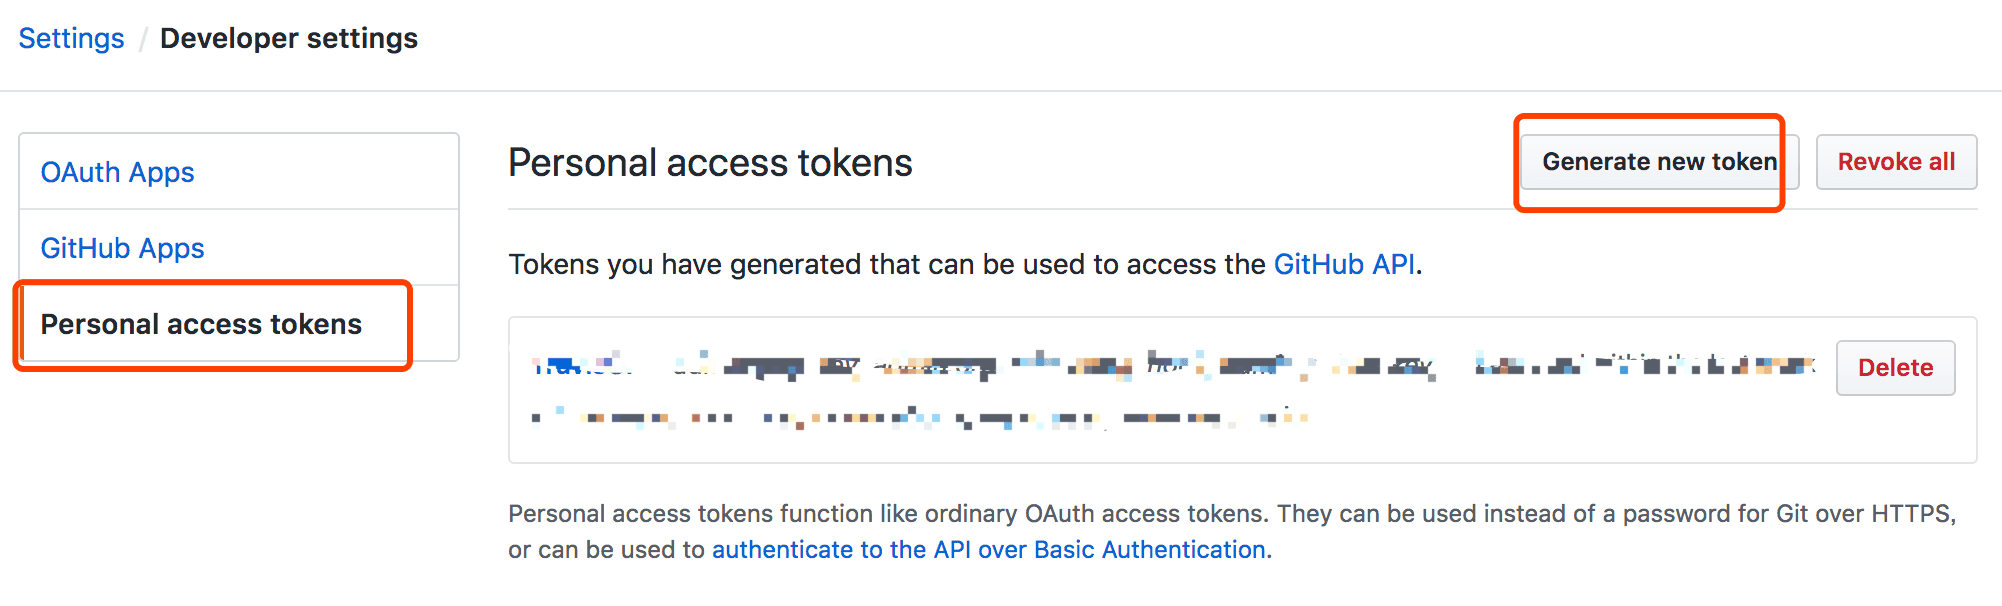 Settings / Developer settings
OAuth Apps
GitHub Apps
Personal access tokens
Personal access tokens
Generate new token
Revoke all
Tokens you have generated that can be used to access the GitHub API.
Delete
Personal access tokens function like ordinary OAuth access tokens. They can be used instead of a password for Git over HTTPS,
or can be used to authenticate to the API over Basic Authentication.